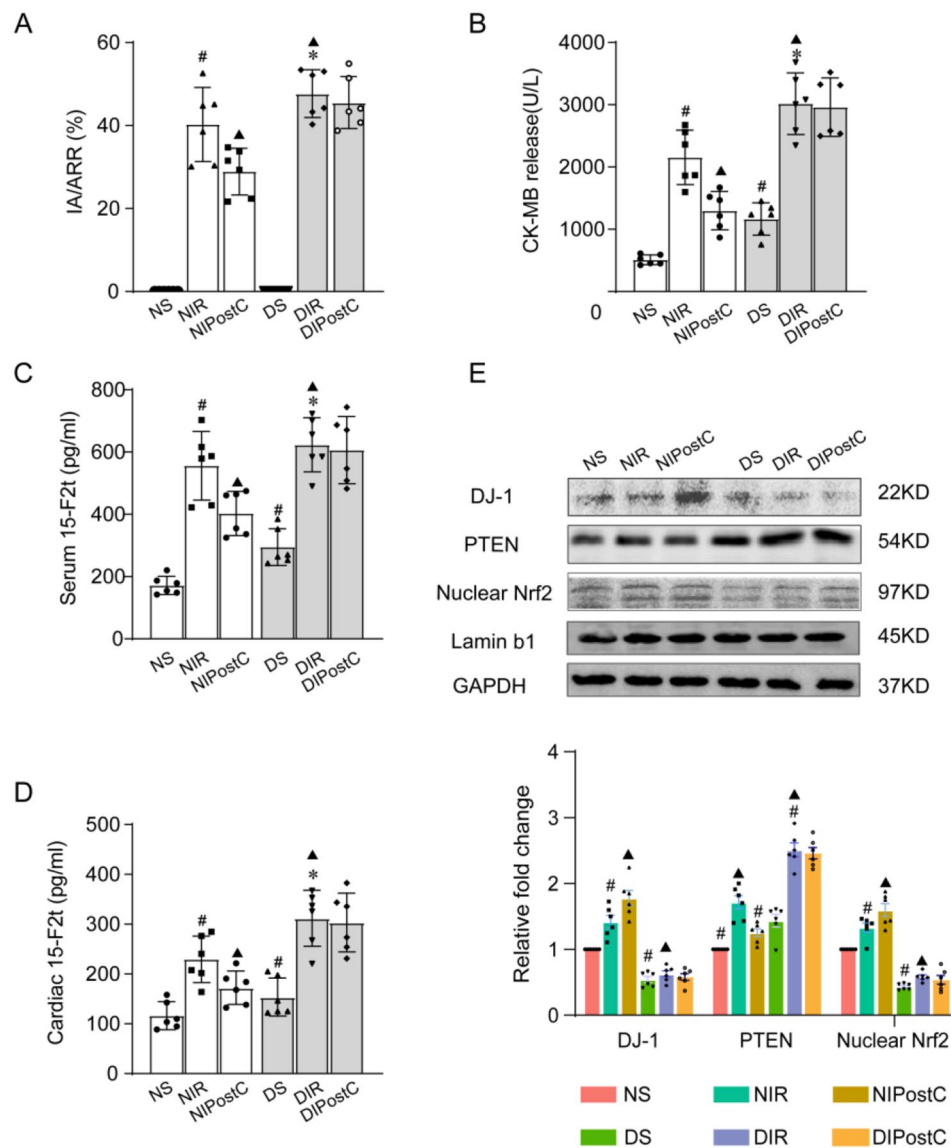 A
IA/ARR (%)
60
40
20
0
#
▲
▲
*
NS NIR NIPostC DS DIR DIPostC
B
CK-MB release(U/L)
4000
3000
2000
1000
0
#
▲
#
▲
*
NS NIR NIPostC DS DIR DIPostC
C
Serum 15-F2t (pg/ml)
800
600
400
200
0
#
▲
#
▲
*
NS NIR NIPostC DS DIR DIPostC
D
Cardiac 15-F2t (pg/ml)
500
400
300
200
100
0
#
▲
#
▲
*
NS NIR NIPostC DS DIR DIPostC
E
NS NIR NIPostC DS DIR DIPostC
DJ-1 22KD
PTEN 54KD
Nuclear Nrf2 97KD
Lamin b1 45KD
GAPDH 37KD
Relative fold change
4
3
2
1
0
# ▲ # ▲
# ▲ # ▲ #
# ▲ # ▲
DJ-1 PTEN Nuclear Nrf2
NS NIR NIPostC
DS DIR DIPostC